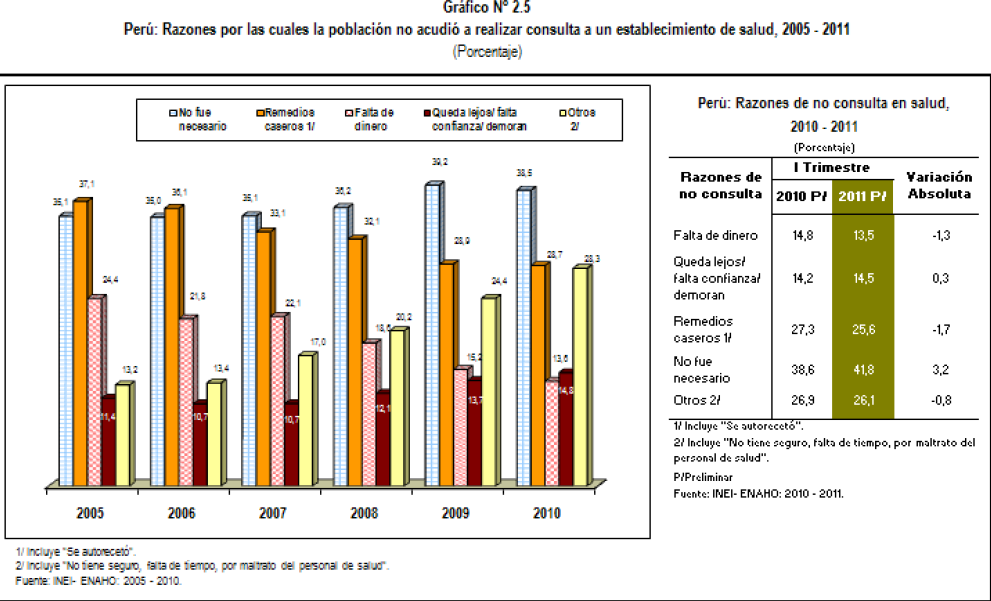 Gráfico Nº 2.5
Perú: Razones por las cuales la población no acudió a realizar consulta a un establecimiento de salud, 2005 - 2011
(Porcentaje)
No fue necesario
Remedios caseros 1/
Falta de dinero
Queda lejos/ falta confianza/ demoran
Otros 2/
35,1
37,1
24,4
11,4
13,2
35,0
36,1
21,8
10,7
13,4
35,1
33,1
22,1
10,7
17,0
36,2
32,1
18,6
12,1
20,2
39,2
28,9
15,2
13,7
24,4
38,5
28,7
13,6
14,8
28,3
2005
2006
2007
2008
2009
2010
1/ Incluye "Se autorecetó".
2/ Incluye "No tiene seguro, falta de tiempo, por maltrato del personal de salud".
Fuente: INEI- ENAHO: 2005 - 2010.
Perú: Razones de no consulta en salud,
2010 - 2011
(Porcentaje)
Razones de no consulta
I Trimestre
2010 P/
2011 P/
Variación Absoluta
Falta de dinero 14,8 13,5 -1,3
Queda lejos/
falta confianza/ 14,2 14,5 0,3
demoran
Remedios
caseros 1/ 27,3 25,6 -1,7
No fue
necesario 38,6 41,8 3,2
Otros 2/ 26,9 26,1 -0,8
1/ Incluye "Se autorecetó".
2/ Incluye "No tiene seguro, falta de tiempo, por maltrato del
personal de salud".
P/Preliminar
Fuente: INEI- ENAHO: 2010 - 2011.